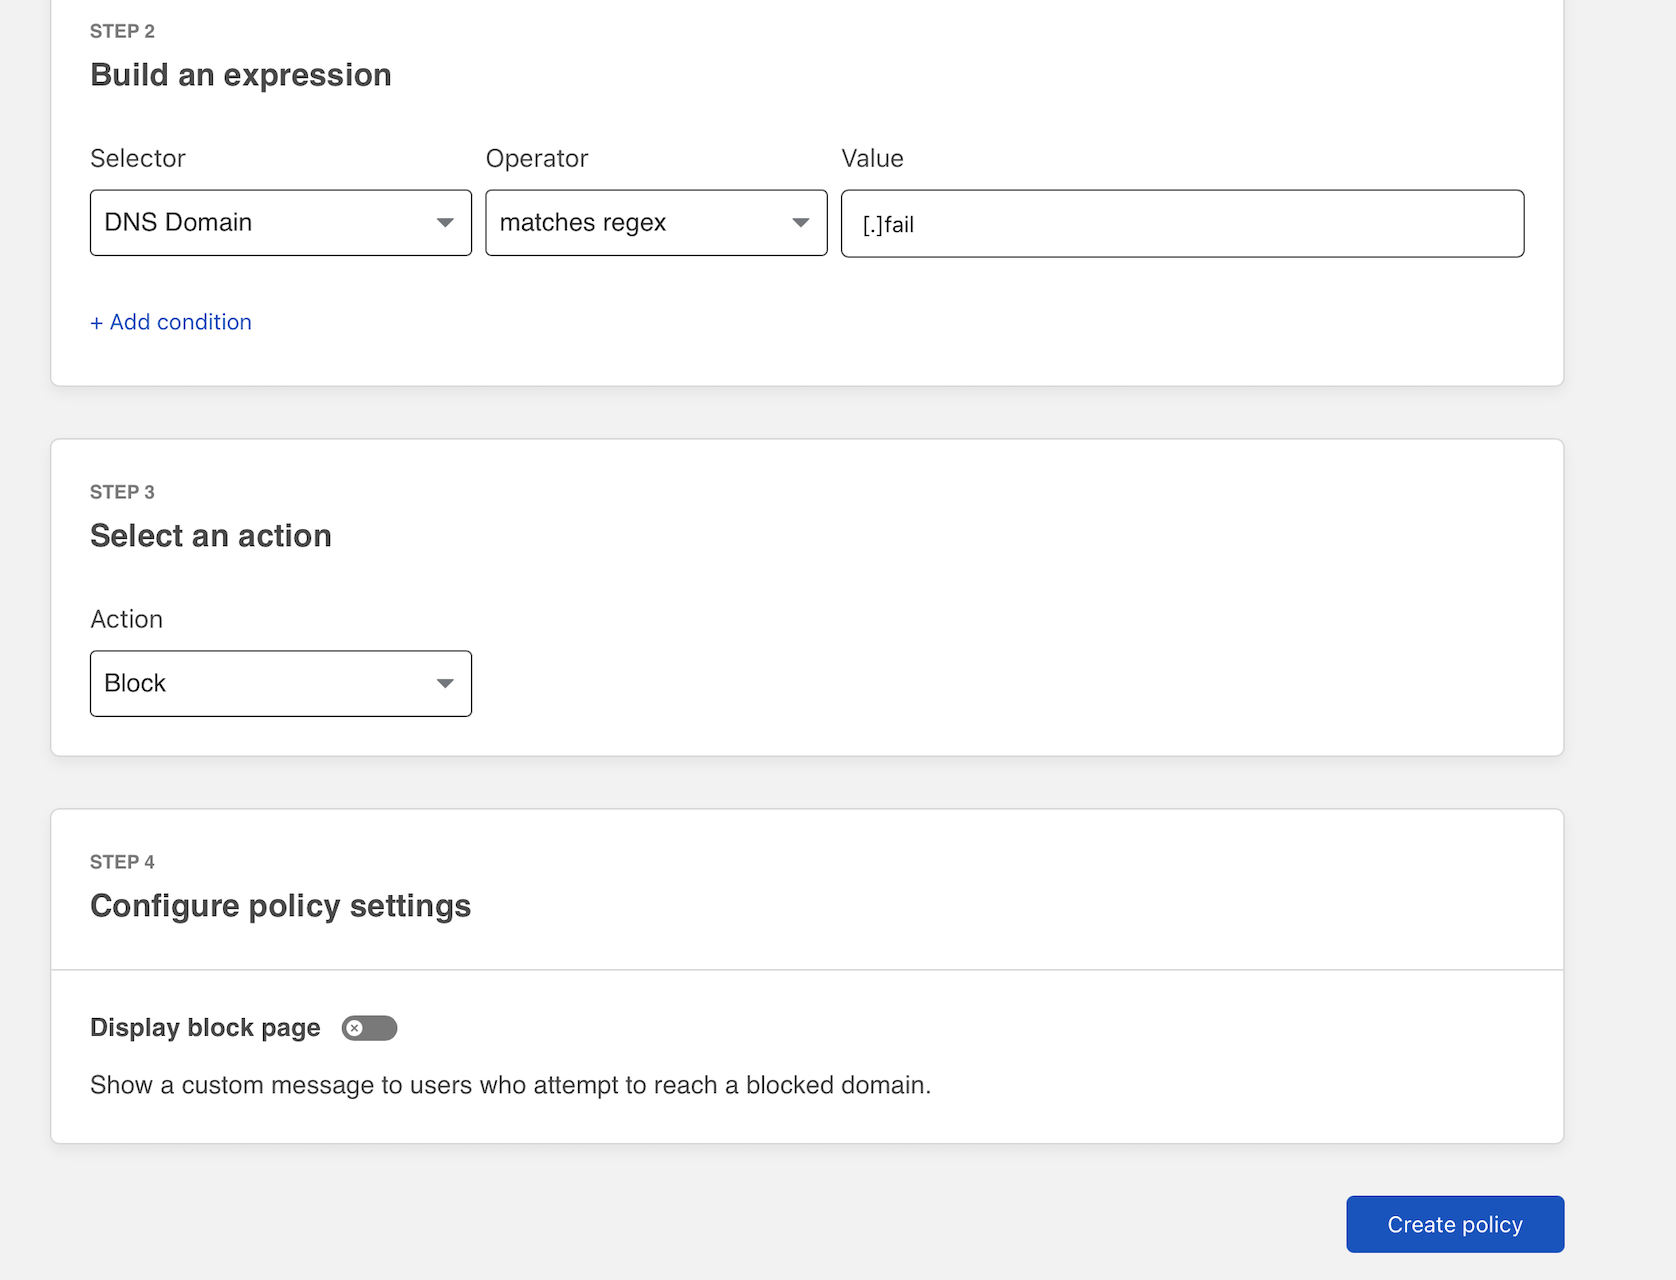 STEP 2
Build an expression
Selector Operator Value
DNS Domain matches regex [.]fail
+ Add condition
STEP 3
Select an action
Action
Block
STEP 4
Configure policy settings
Display block page
Show a custom message to users who attempt to reach a blocked domain.
Create policy